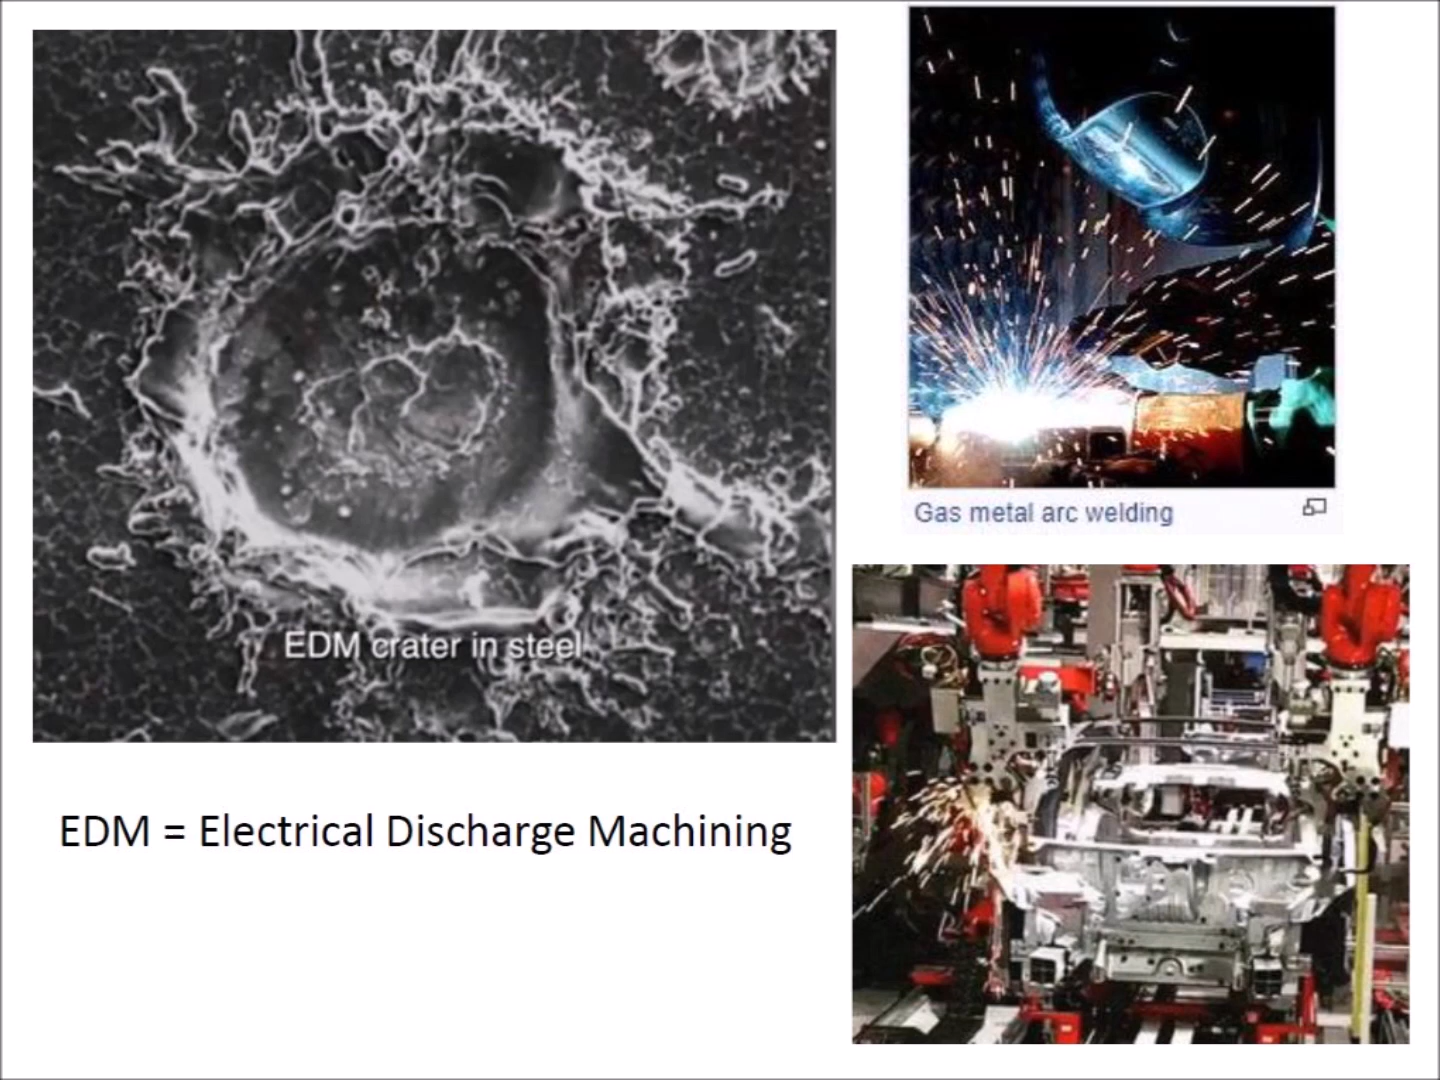 EDM crater in steel
Gas metal arc welding
EDM = Electrical Discharge Machining